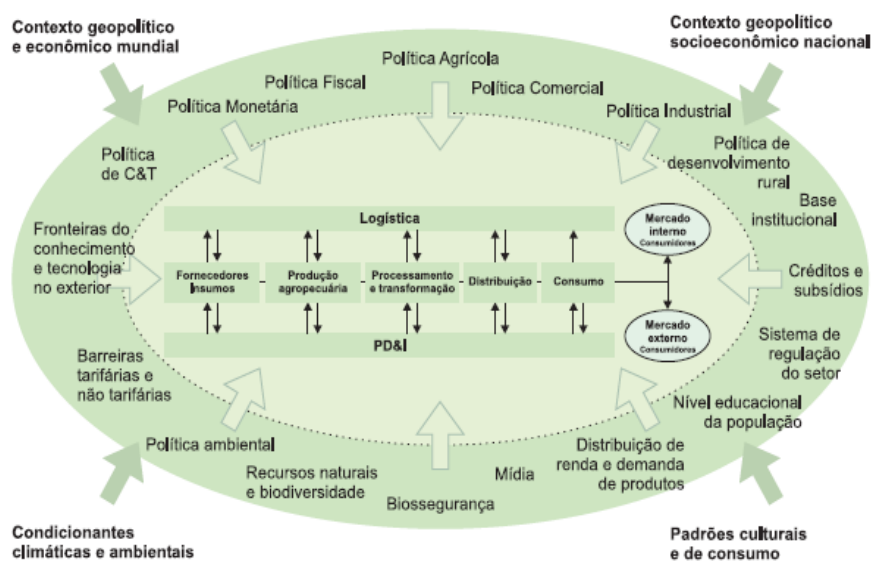 Contexto geopolítico
e econômico mundial
Contexto geopolítico
socioeconômico nacional
Política Agrícola
Política Fiscal
Política Comercial
Política Monetária
Política Industrial
Política
de C&T
Política de
desenvolvimento
rural
Base
institucional
Fronteiras do
conhecimento
e tecnologia
no exterior
Logística
Mercado
interno
Consumidores
Fornecedores
Insumos
Produção
agropecuária
Processamento
e transformação
Distribuição
Consumo
Créditos e
subsídios
PD&I
Mercado
externo
Consumidores
Sistema de
regulação
do setor
Barreiras
tarifárias e
não tarifárias
Nível educacional
da população
Política ambiental
Distribuição de
renda e demanda
de produtos
Recursos naturais
e biodiversidade
Mídia
Biossegurança
Condicionantes
climáticas e ambientais
Padrões culturais
e de consumo